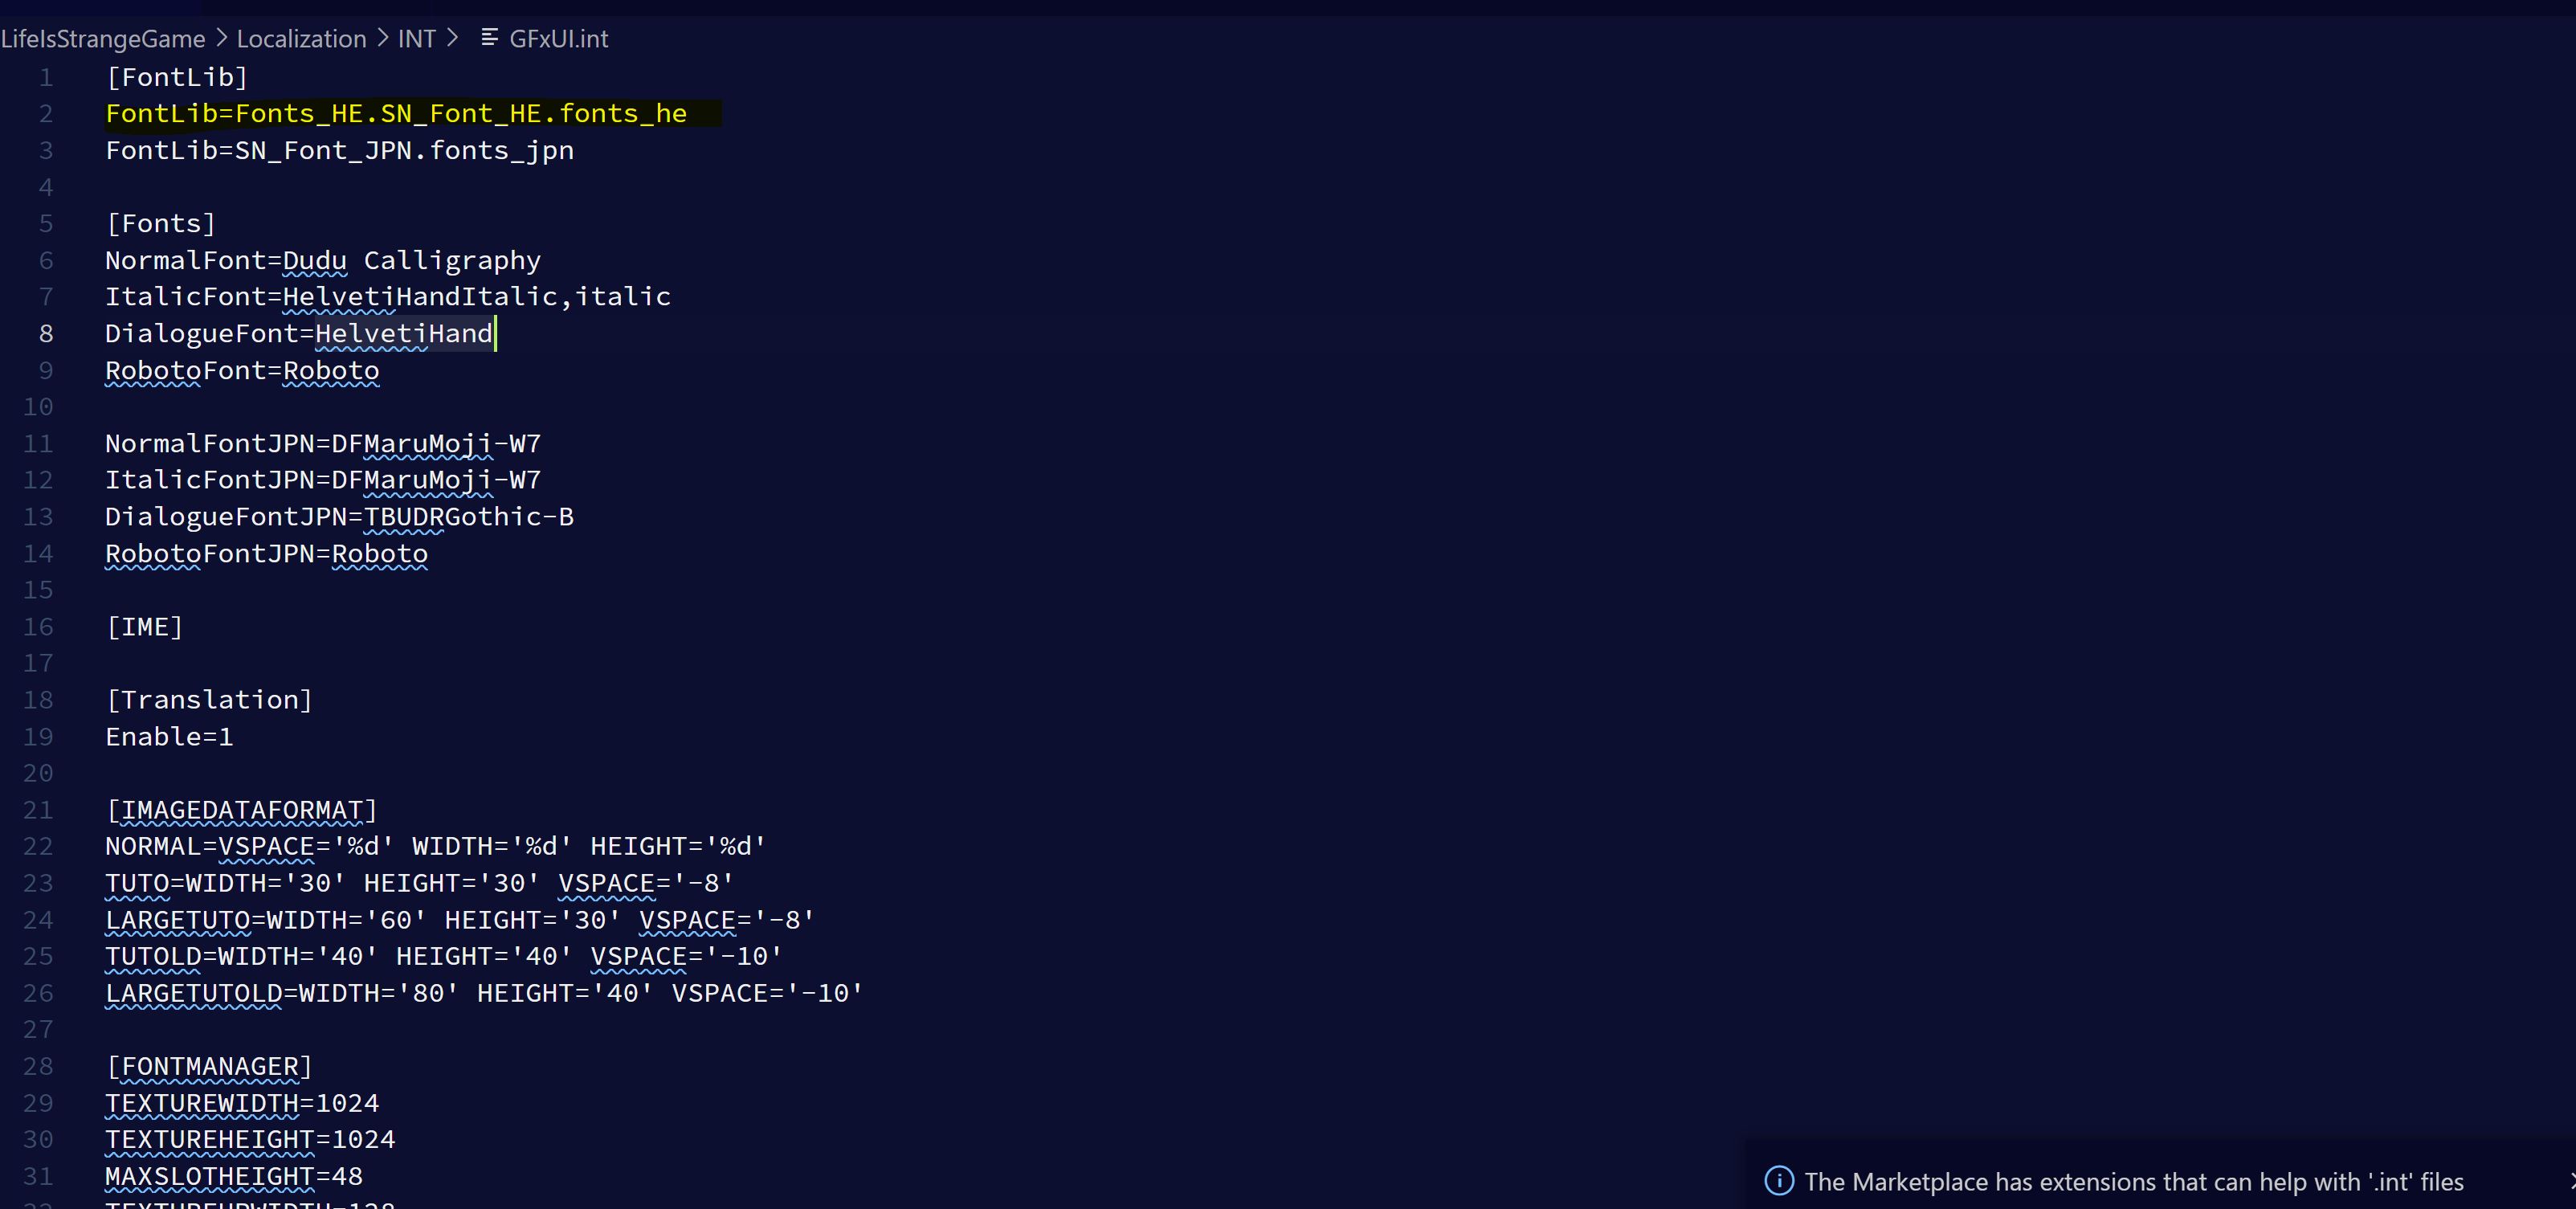 LifeIsStrangeGame > Localization > INT > GFxUI.int
1 [FontLib]
2 FontLib=Fonts_HE.SN_Font_HE.fonts_he
3 FontLib=SN_Font_JPN.fonts_jpn
4
5 [Fonts]
6 NormalFont=Dudu Calligraphy
7 ItalicFont=HelvetiHandItalic,italic
8 DialogueFont=HelvetiHand
9 RobotoFont=Roboto
10
11 NormalFontJPN=DFMaruMoji-W7
12 ItalicFontJPN=DFMaruMoji-W7
13 DialogueFontJPN=TBUDRGothic-B
14 RobotoFontJPN=Roboto
15
16 [IME]
17
18 [Translation]
19 Enable=1
20
21 [IMAGEDATAFORMAT]
22 NORMAL=VSPACE='%d' WIDTH='%d' HEIGHT='%d'
23 TUTO=WIDTH='30' HEIGHT='30' VSPACE='-8'
24 LARGETUTO=WIDTH='60' HEIGHT='30' VSPACE='-8'
25 TUTOLD=WIDTH='40' HEIGHT='40' VSPACE='-10'
26 LARGETUTOLD=WIDTH='80' HEIGHT='40' VSPACE='-10'
27
28 [FONTMANAGER]
29 TEXTUREWIDTH=1024
30 TEXTUREHEIGHT=1024
31 MAXSLOTHEIGHT=48
The Marketplace has extensions that can help with '.int' files